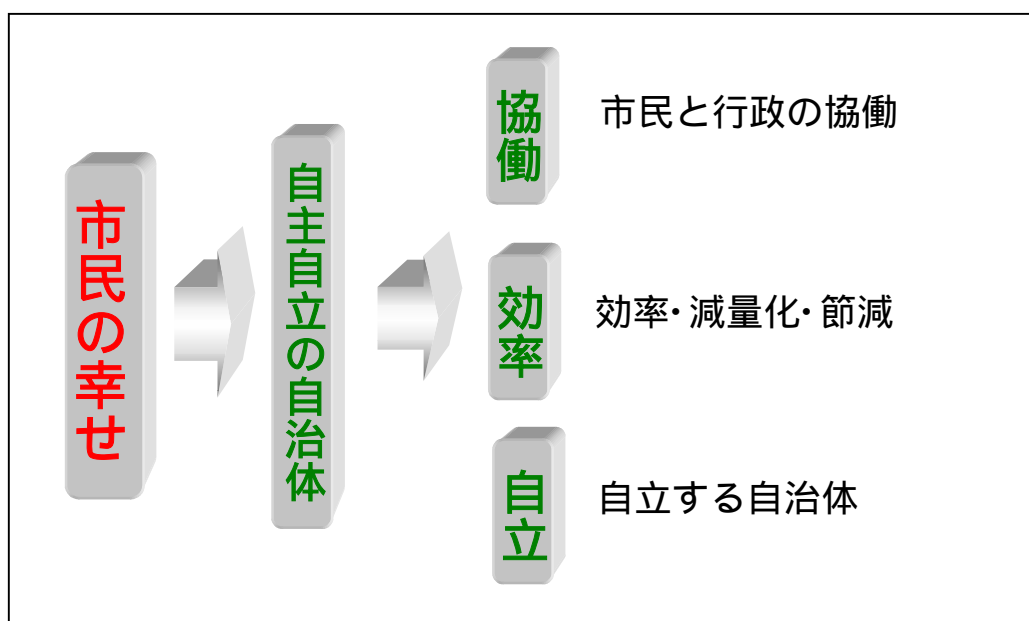 市民の幸せ
自主自立の自治体
協働
市民と行政の協働
効率
効率・減量化・節減
自立
自立する自治体